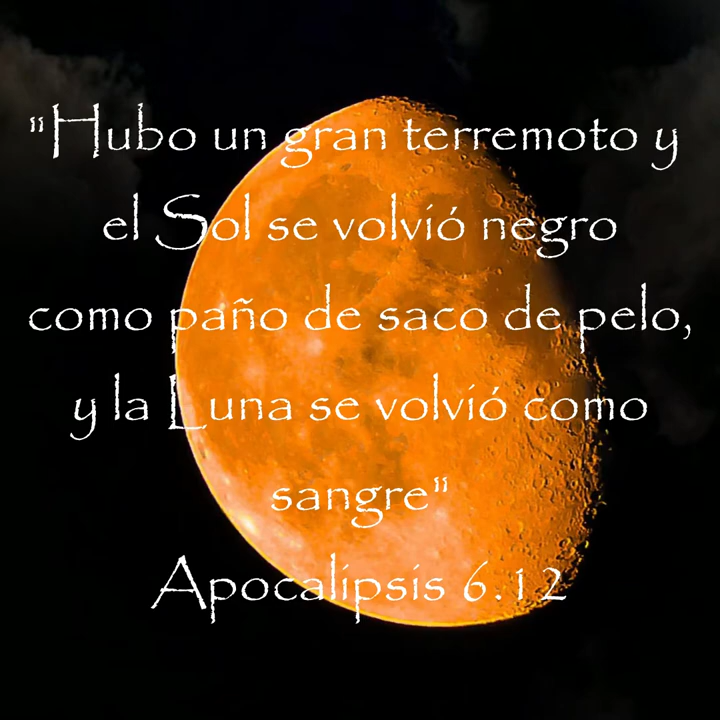 "Hubo un gran terremoto y
el Sol se volvió negro
como paño de saco de pelo,
y la Luna se volvió como
sangre"
Apocalipsis 6.12